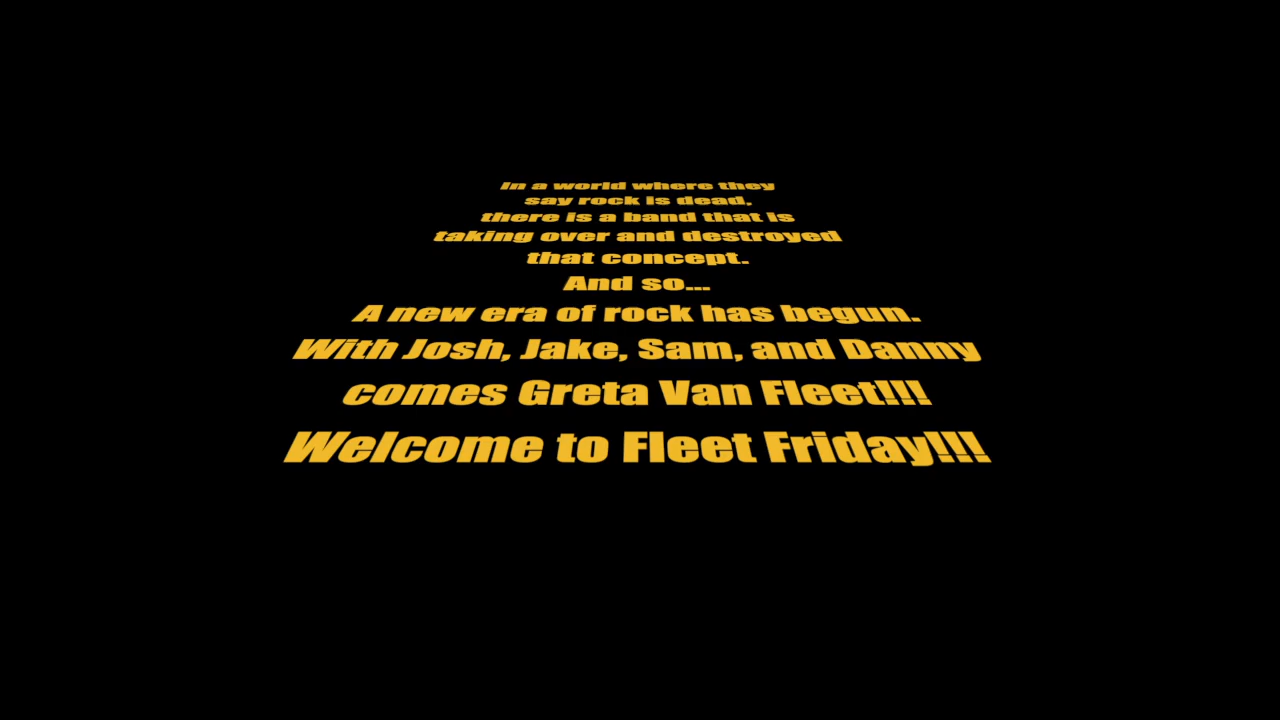 In a world where they
say rock is dead,
there is a band that is
taking over and destroyed
that concept.
And so...
A new era of rock has begun.
With Josh, Jake, Sam, and Danny
comes Greta Van Fleet!!!
Welcome to Fleet Friday!!!